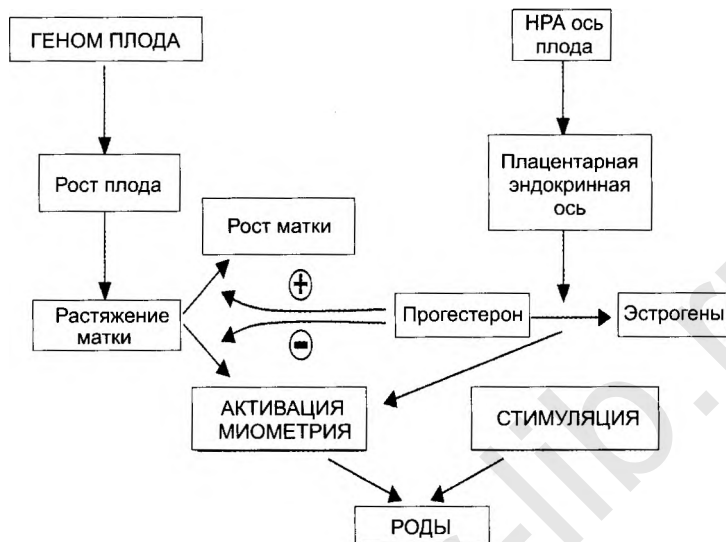 ГЕНОМ ПЛОДА
НРА ось
плода
Рост плода
Плацентарная
эндокринная
ось
Рост матки
+
Растяжение
матки
Прогестерон
Эстрогены
−
АКТИВАЦИЯ
МИОМЕТРИЯ
СТИМУЛЯЦИЯ
РОДЫ